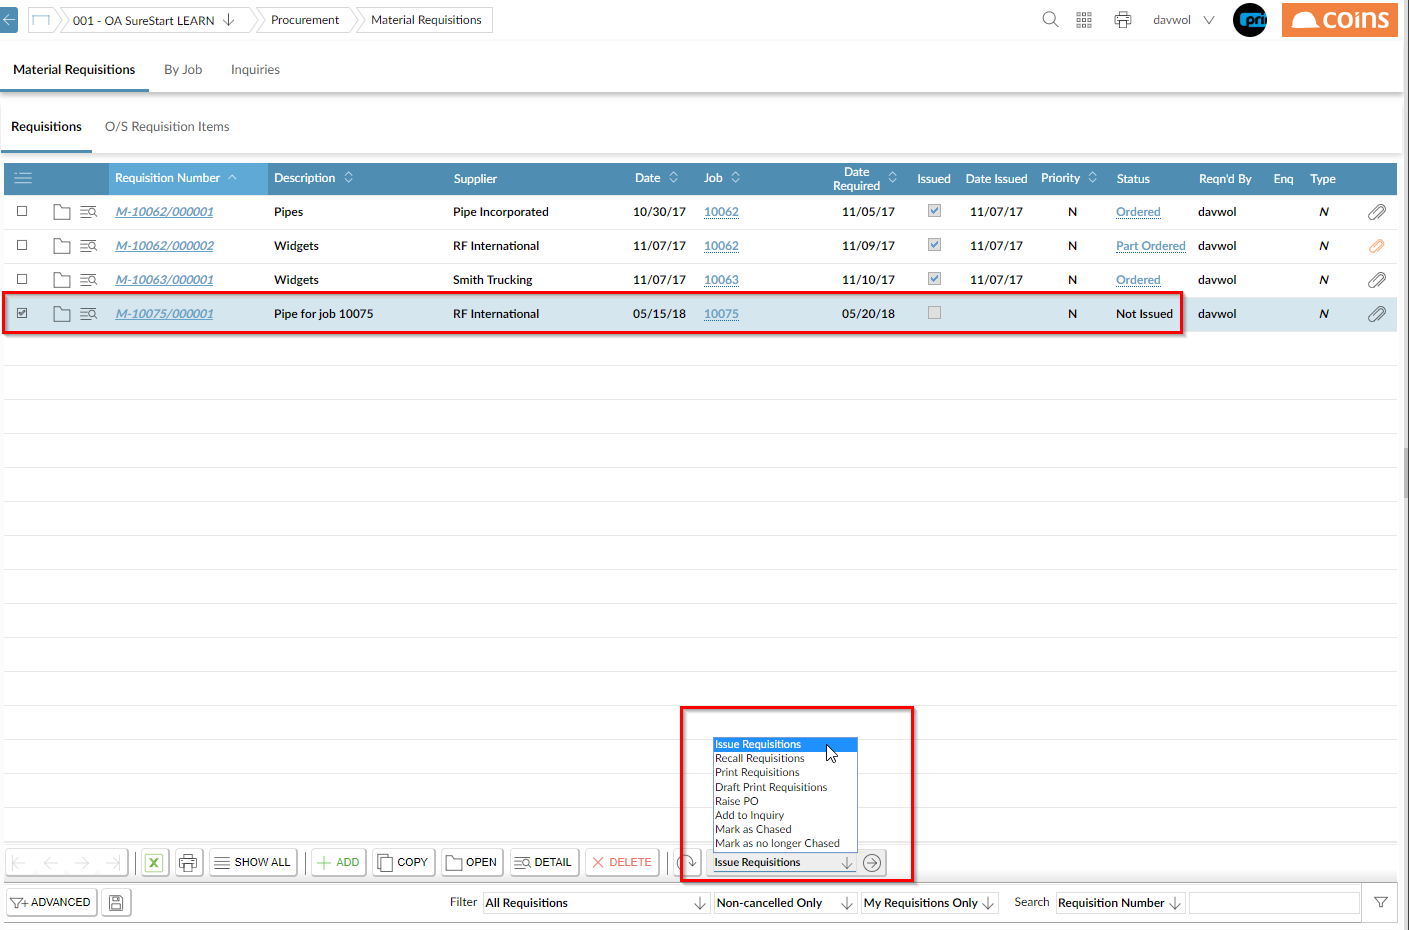 001 - OA SureStart LEARN Procurement Material Requisitions davwol pri coins
Material Requisitions By Job Inquiries
Requisitions O/S Requisition Items
Requisition Number Description Supplier Date Job Date Required Issued Date Issued Priority Status Reqn'd By Enq Type
M-10062/000001 Pipes Pipe Incorporated 10/30/17 10062 11/05/17 11/07/17 N Ordered davwol N
M-10062/000002 Widgets RF International 11/07/17 10062 11/09/17 11/07/17 N Part Ordered davwol N
M-10063/000001 Widgets Smith Trucking 11/07/17 10063 11/10/17 11/07/17 N Ordered davwol N
M-10075/000001 Pipe for job 10075 RF International 05/15/18 10075 05/20/18 N Not Issued davwol N
Issue Requisitions
Recall Requisitions
Print Requisitions
Draft Print Requisitions
Raise PO
Add to Inquiry
Mark as Chased
Mark as no longer Chased
X SHOW ALL ADD COPY OPEN DETAIL DELETE Issue Requisitions
ADVANCED Filter All Requisitions Non-cancelled Only My Requisitions Only Search Requisition Number